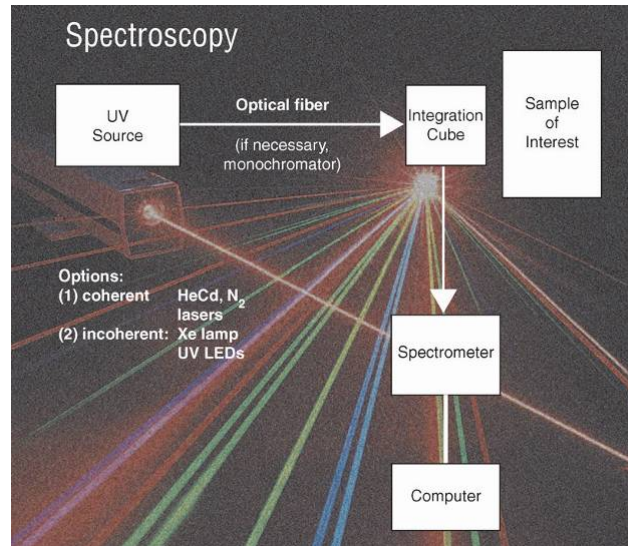 Spectroscopy
UV
Source
Optical fiber
(if necessary,
monochromator)
Integration
Cube
Sample
of
Interest
Options:
(1) coherent HeCd, N₂
lasers
(2) incoherent: Xe lamp
UV LEDs
Spectrometer
Computer